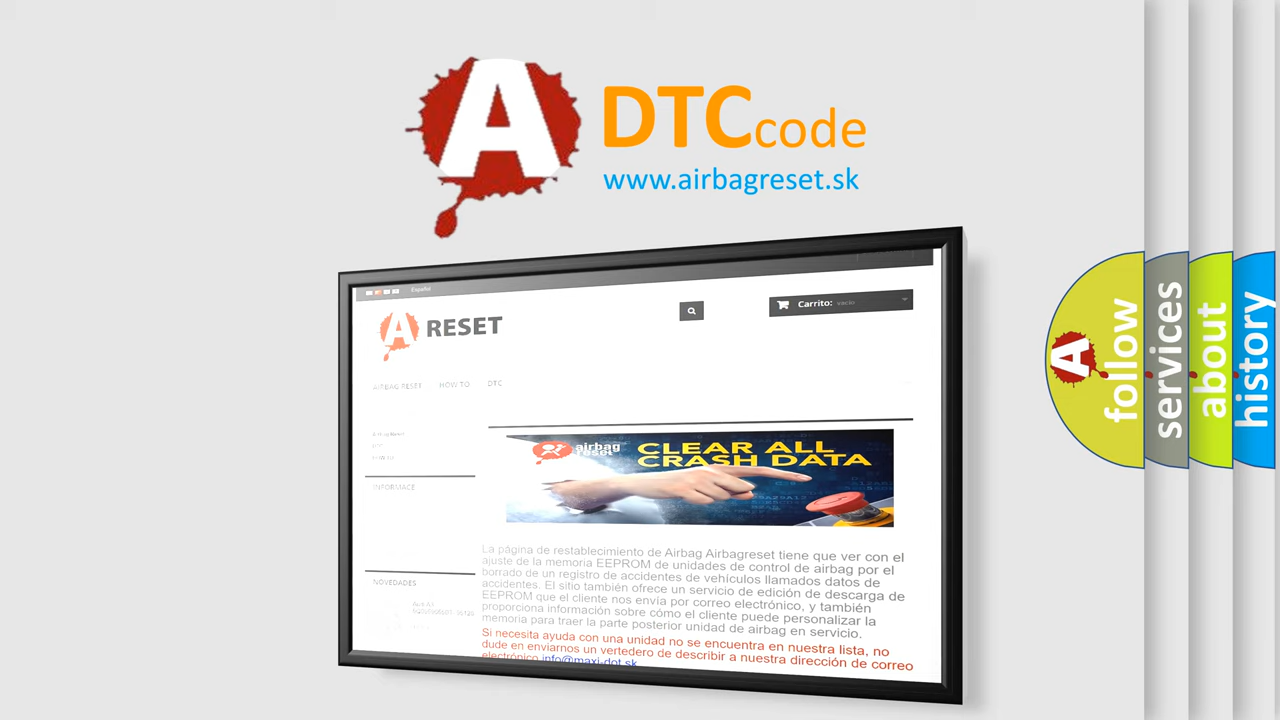 A DTCcode
www.airbagreset.sk
Español
A RESET
Carrito: vacío
AIRBAG RESET HOW TO DTC
INFORMACE
NOVEDADES
airbag
reset
CLEAR ALL
CRASH DATA
La página de restablecimiento de Airbag Airbagreset tiene que ver con el
ajuste de la memoria EEPROM de unidades de control de airbag por el
borrado de un registro de accidentes de vehículos llamados datos de
accidentes. El sitio también ofrece un servicio de edición de descarga de
EEPROM que el cliente nos envía por correo electrónico, y también
proporciona información sobre cómo el cliente puede personalizar la
memoria para traer la parte posterior unidad de airbag en servicio.
Si necesita ayuda con una unidad no se encuentra en nuestra lista, no
dude en enviarnos un vertedero de describir a nuestra dirección de correo
electrónico info@maxi-dot.sk
A follow
services
about
history